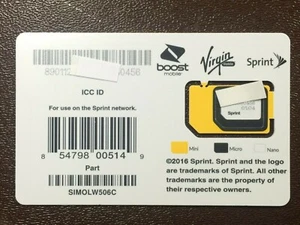 boost
mobile
Virgin
Sprint
ICC ID
For use on the Sprint network.
8 54798 00514 9
Part
SIMOLW506C
Sprint
Mini
Micro
Nano
©2016 Sprint. Sprint and the logo
are trademarks of Sprint. All other
trademarks are the property of
their respective owners.